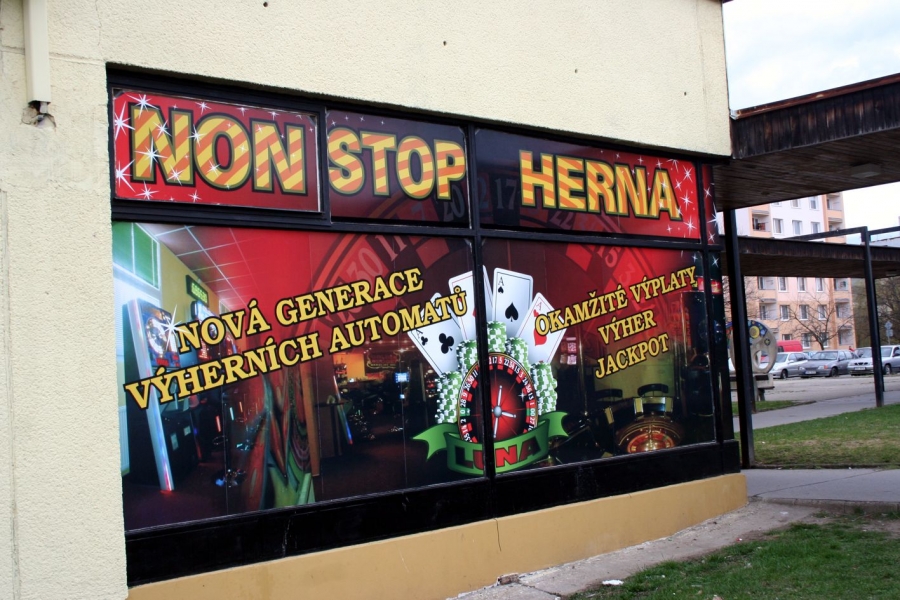 NON STOP HERNA
NOVÁ GENERACE
VÝHERNÍCH AUTOMATŮ
OKAMŽITÉ VÝPLATY
VÝHER
JACKPOT
LUNA